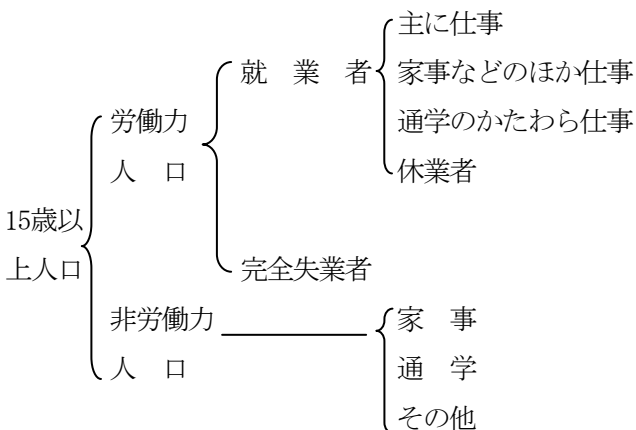 主に仕事
就　業　者
家事などのほか仕事
労働力
通学のかたわら仕事
人　口
休業者
15歳以
上人口
完全失業者
非労働力
家　事
人　口
通　学
その他